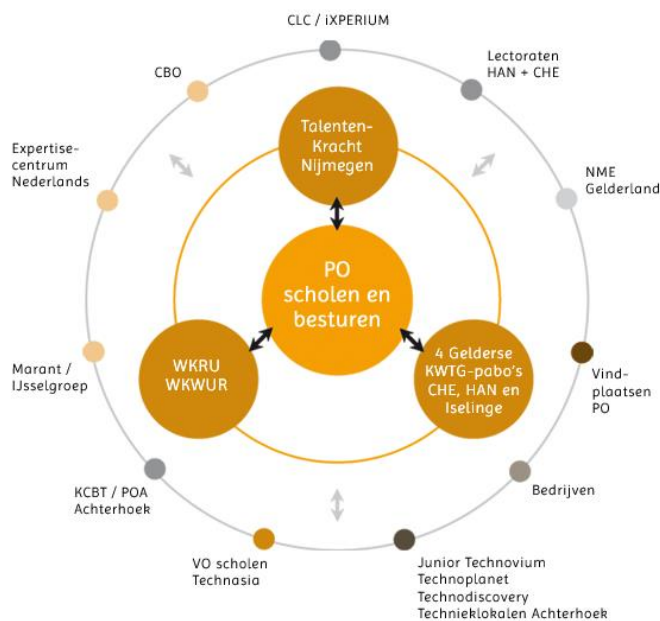 CLC / iXPERIUM
Lectoraten
HAN + CHE
CBO
Talenten-
Kracht
Nijmegen
Expertise-
centrum
Nederlands
NME
Gelderland
PO
scholen en
besturen
WKRU
WKWUR
4 Gelderse
KWTG-pabo's
CHE, HAN en
Iselinge
Marant /
IJsselgroep
Vind-
plaatsen
PO
KCBT / POA
Achterhoek
Bedrijven
VO scholen
Technasia
Junior Technovium
Technoplanet
Technodiscovery
Technieklokalen Achterhoek